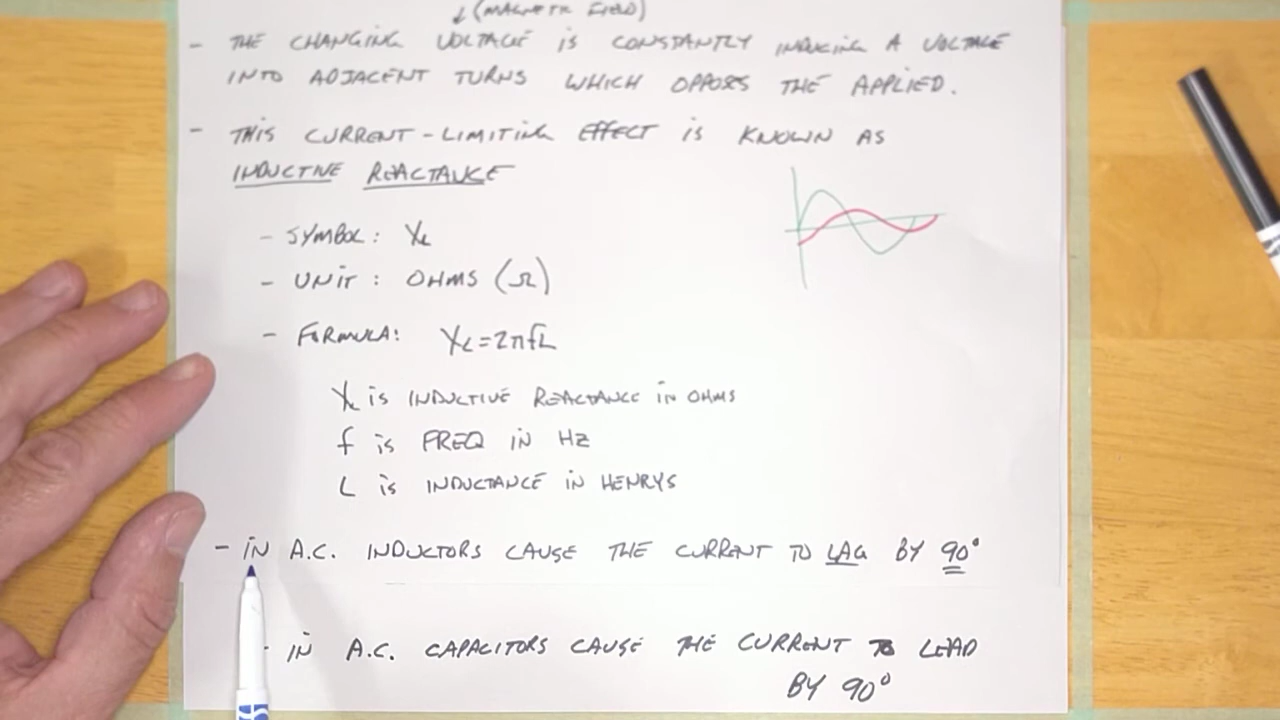 ↓ (MAGNETIC FIELD)
- THE CHANGING VOLTAGE IS CONSTANTLY INDUCING A VOLTAGE
INTO ADJACENT TURNS WHICH OPPOSES THE APPLIED.
- THIS CURRENT-LIMITING EFFECT IS KNOWN AS
INDUCTIVE REACTANCE
- SYMBOL: XL
- UNIT: OHMS (Ω)
- FORMULA: XL=2πfL
XL IS INDUCTIVE REACTANCE IN OHMS
f IS FREQ IN HZ
L IS INDUCTANCE IN HENRYS
- IN A.C. INDUCTORS CAUSE THE CURRENT TO LAG BY 90°
- IN A.C. CAPACITORS CAUSE THE CURRENT TO LEAD
BY 90°